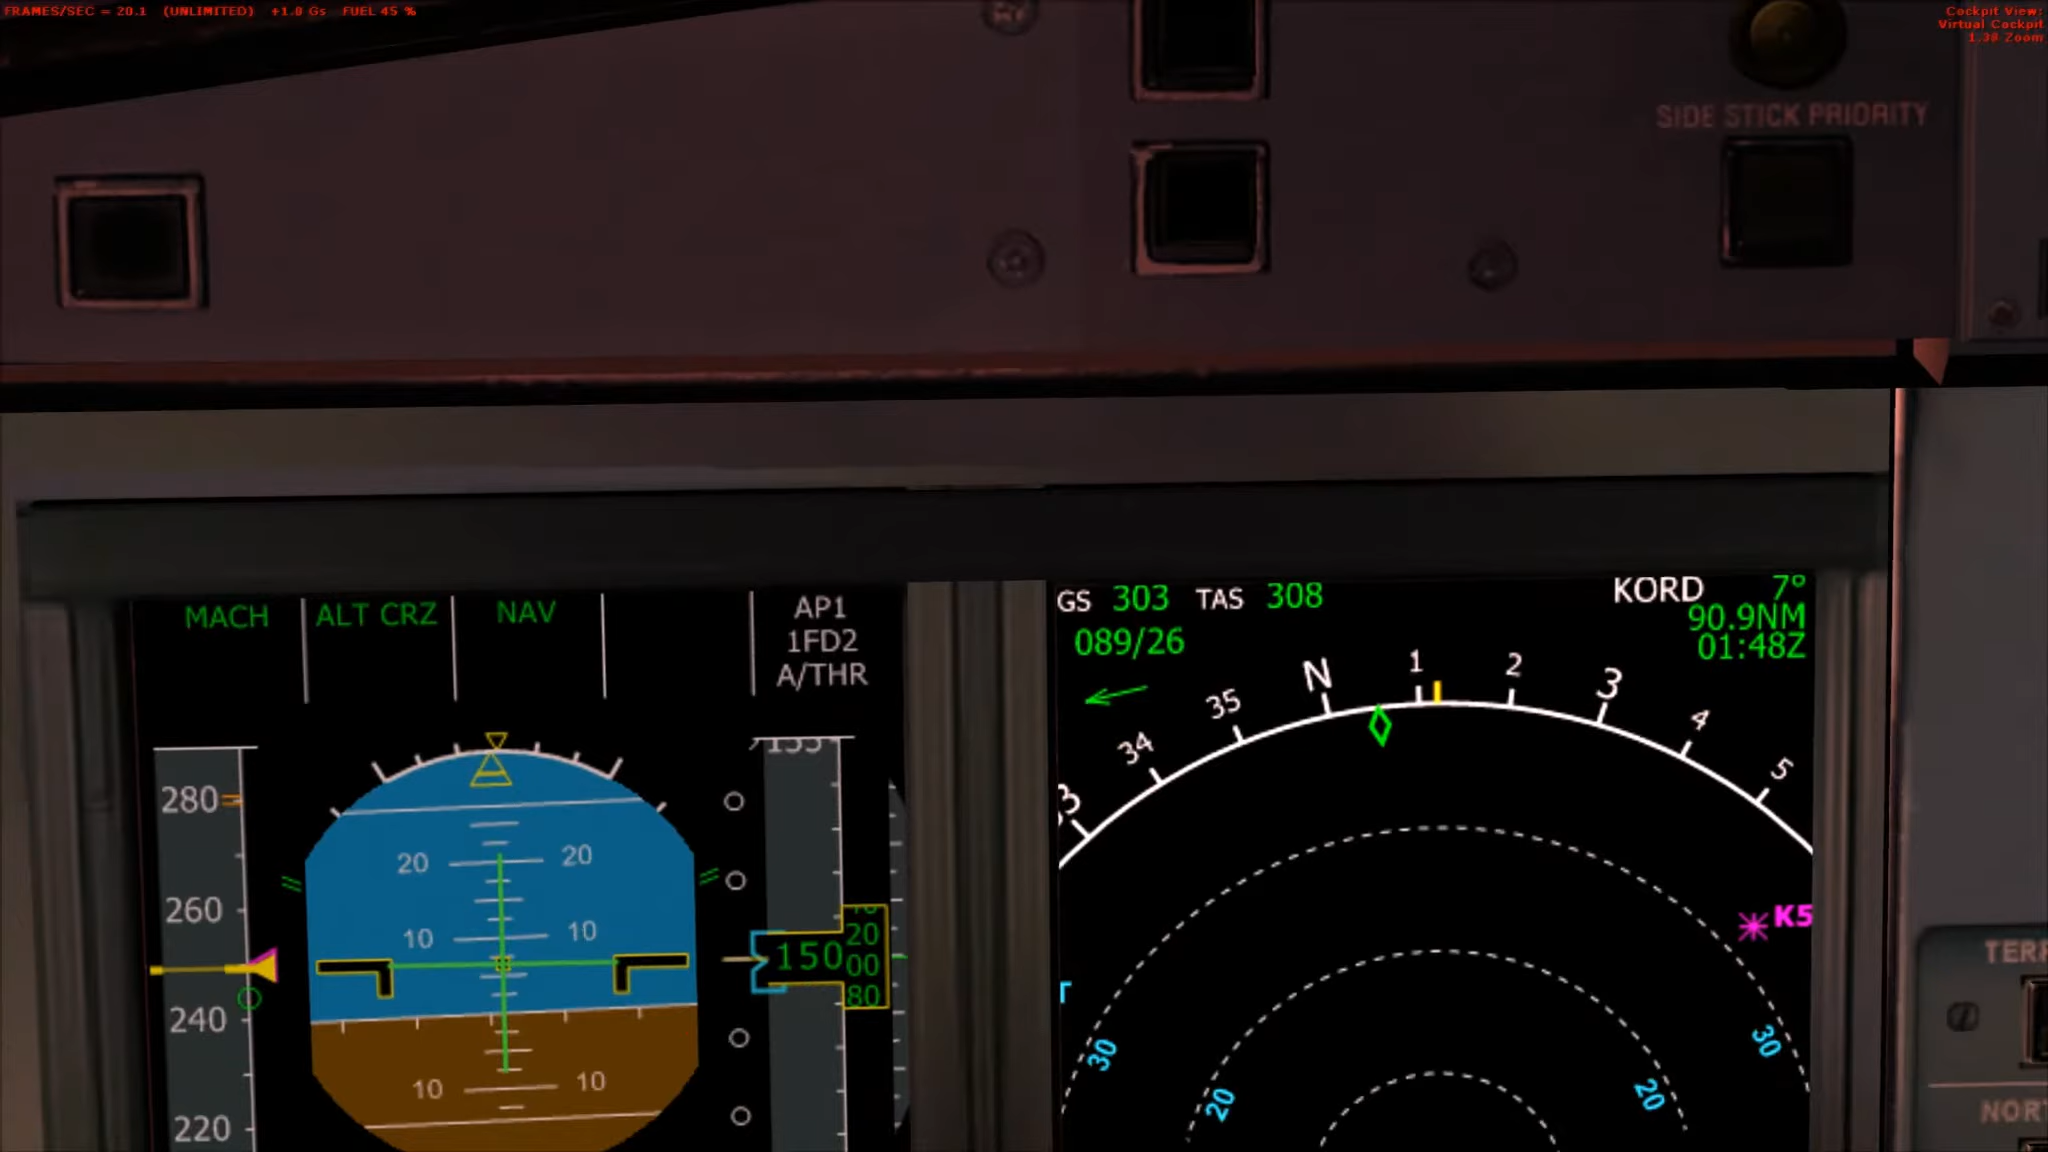 FRAMES/SEC = 20.1 (UNLIMITED) +1.0 Gs FUEL 45 %
Cockpit View:
Virtual Cockpit
1.38 Zoom
SIDE STICK PRIORITY
MACH
ALT CRZ
NAV
AP1
1FD2
A/THR
280
260
240
220
20 20
10 10
10 10
150
20
00
80
GS 303 TAS 308
089/26
KORD 7°
90.9NM
01:48Z
34 35 N 1 2 3 4 5
K5
30 30
20 20